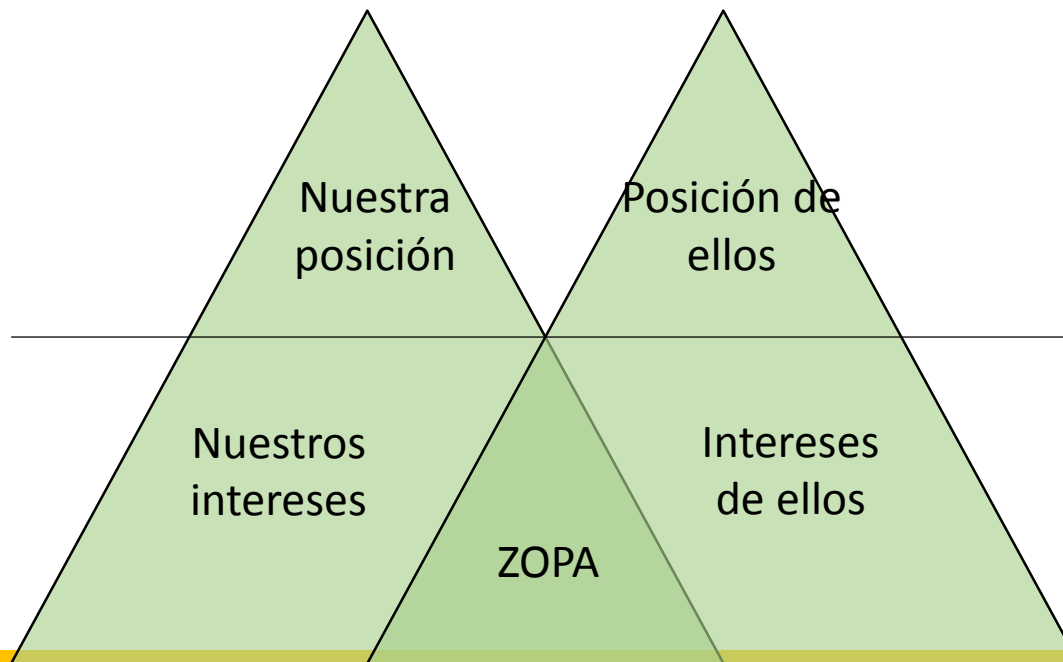 Nuestra
posición
Posición de
ellos
Nuestros
intereses
Intereses
de ellos
ZOPA